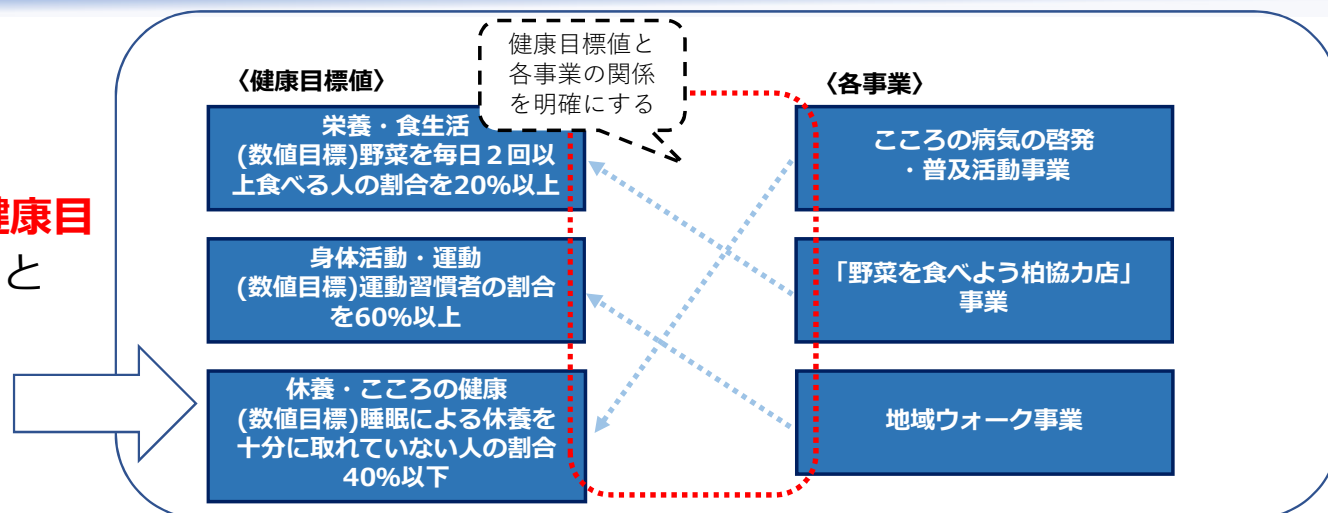 健康目標値と
各事業の関係
を明確にする
〈健康目標値〉
栄養・食生活
(数値目標)野菜を毎日２回以
上食べる人の割合を20%以上
身体活動・運動
(数値目標)運動習慣者の割合
を60%以上
休養・こころの健康
(数値目標)睡眠による休養を
十分に取れていない人の割合
40%以下
〈各事業〉
こころの病気の啓発
・普及活動事業
「野菜を食べよう柏協力店」
事業
地域ウォーク事業
健康目
と